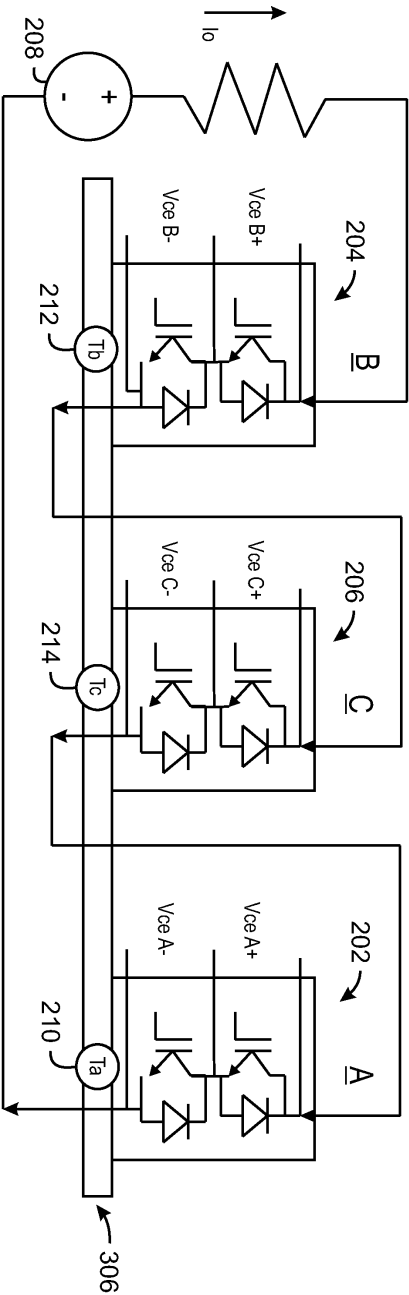 204
B
206
C
202
A
Vce B+
Vce C+
Vce A+
Io
Vce B-
Vce C-
Vce A-
+
-
Tb
Tc
Ta
306
212
214
210
208